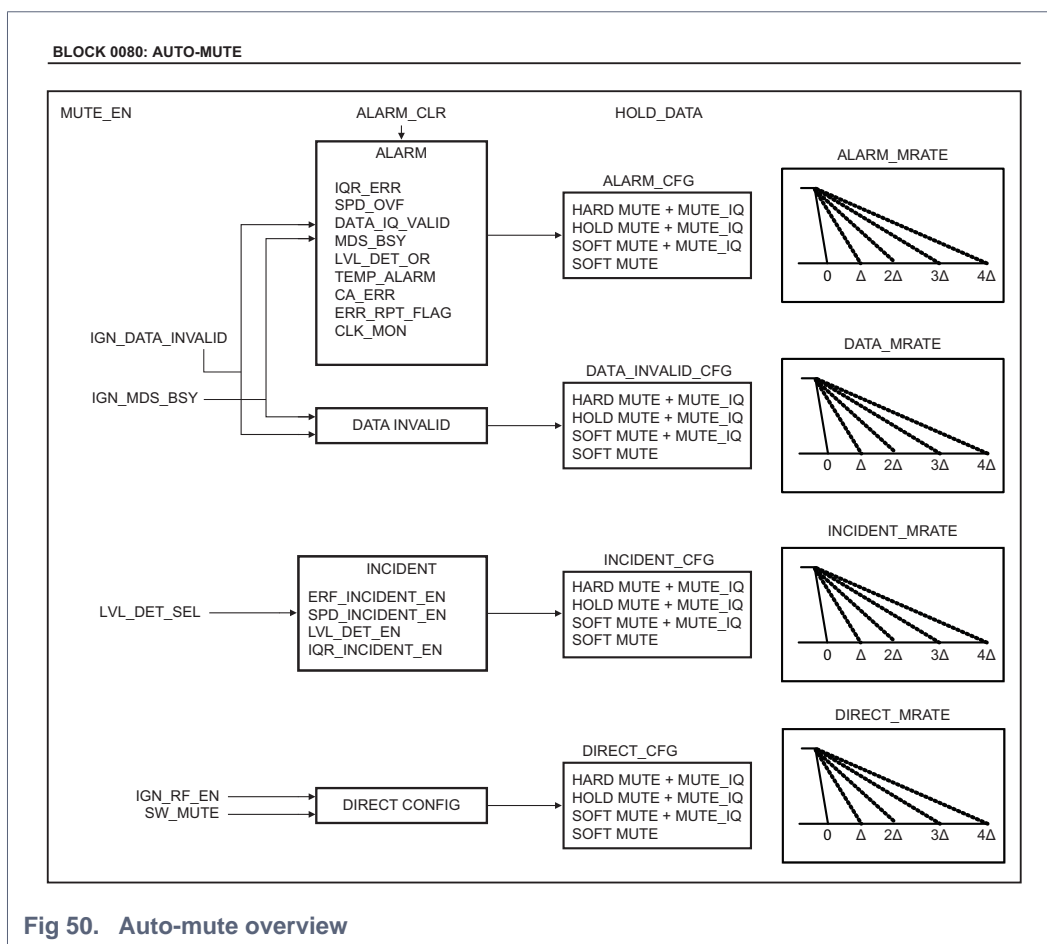 BLOCK 0080: AUTO-MUTE
MUTE_EN
ALARM_CLR
HOLD_DATA
ALARM
IQR_ERR
SPD_OVF
DATA_IQ_VALID
MDS_BSY
LVL_DET_OR
TEMP_ALARM
CA_ERR
ERR_RPT_FLAG
CLK_MON
ALARM_CFG
HARD MUTE + MUTE_IQ
HOLD MUTE + MUTE_IQ
SOFT MUTE + MUTE_IQ
SOFT MUTE
ALARM_MRATE
0 Δ 2Δ 3Δ 4Δ
IGN_DATA_INVALID
IGN_MDS_BSY
DATA INVALID
DATA_INVALID_CFG
HARD MUTE + MUTE_IQ
HOLD MUTE + MUTE_IQ
SOFT MUTE + MUTE_IQ
SOFT MUTE
DATA_MRATE
0 Δ 2Δ 3Δ 4Δ
LVL_DET_SEL
INCIDENT
ERF_INCIDENT_EN
SPD_INCIDENT_EN
LVL_DET_EN
IQR_INCIDENT_EN
INCIDENT_CFG
HARD MUTE + MUTE_IQ
HOLD MUTE + MUTE_IQ
SOFT MUTE + MUTE_IQ
SOFT MUTE
INCIDENT_MRATE
0 Δ 2Δ 3Δ 4Δ
IGN_RF_EN
SW_MUTE
DIRECT CONFIG
DIRECT_CFG
HARD MUTE + MUTE_IQ
HOLD MUTE + MUTE_IQ
SOFT MUTE + MUTE_IQ
SOFT MUTE
DIRECT_MRATE
0 Δ 2Δ 3Δ 4Δ
Fig 50. Auto-mute overview